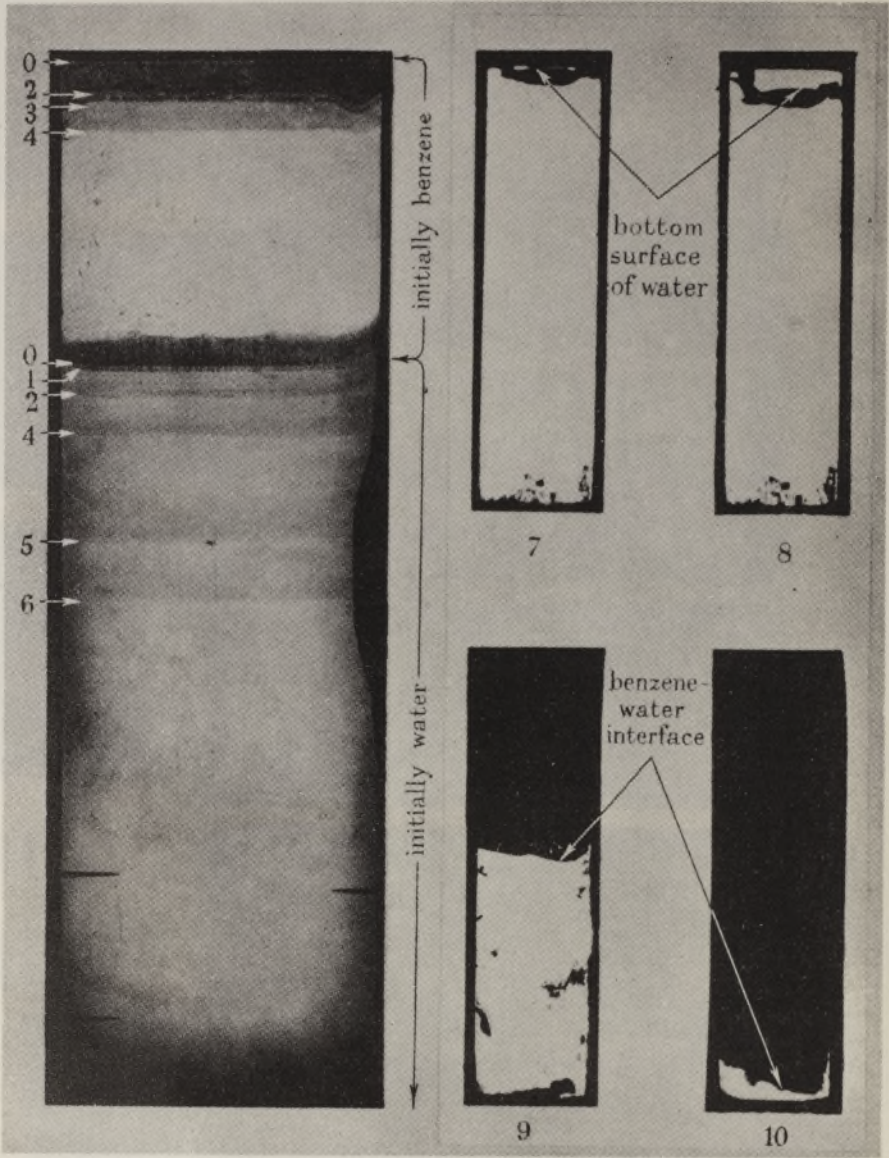 0
2
3
4
initially benzene
0
1
2
4
5
6
initially water
bottom
surface
of water
7
8
benzene-
water
interface
9
10